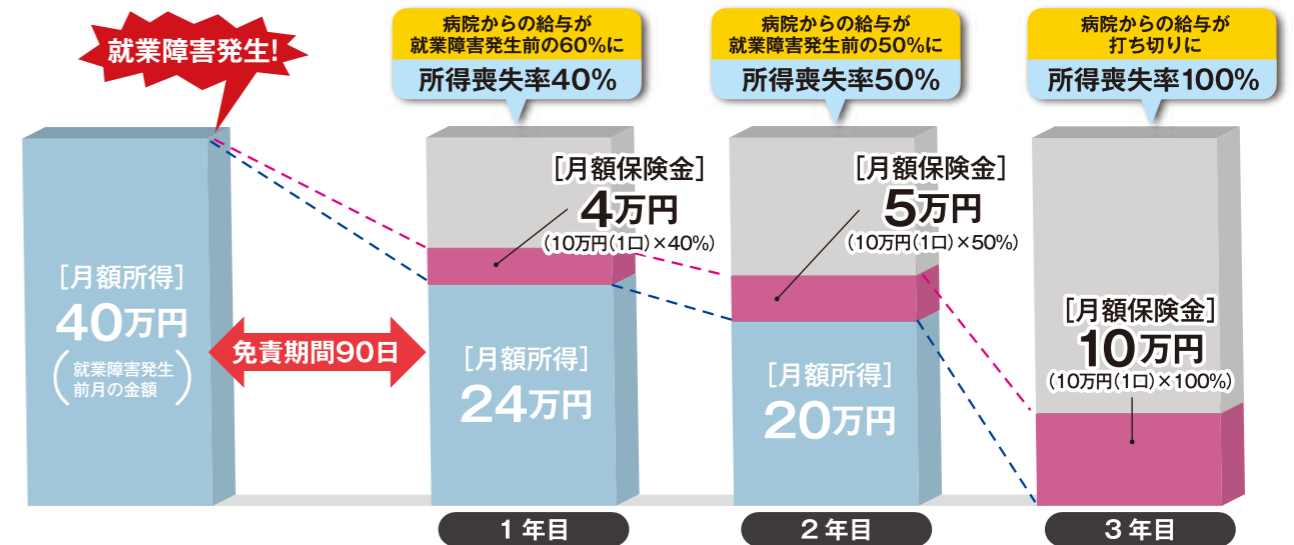 就業障害発生!
病院からの給与が
就業障害発生前の60%に
所得喪失率40%
病院からの給与が
就業障害発生前の50%に
所得喪失率50%
病院からの給与が
打ち切りに
所得喪失率100%
[月額所得]
40万円
(就業障害発生
前月の金額)
免責期間90日
[月額保険金]
4万円
(10万円(1口)×40%)
[月額所得]
24万円
[月額保険金]
5万円
(10万円(1口)×50%)
[月額所得]
20万円
[月額保険金]
10万円
(10万円(1口)×100%)
1年目
2年目
3年目